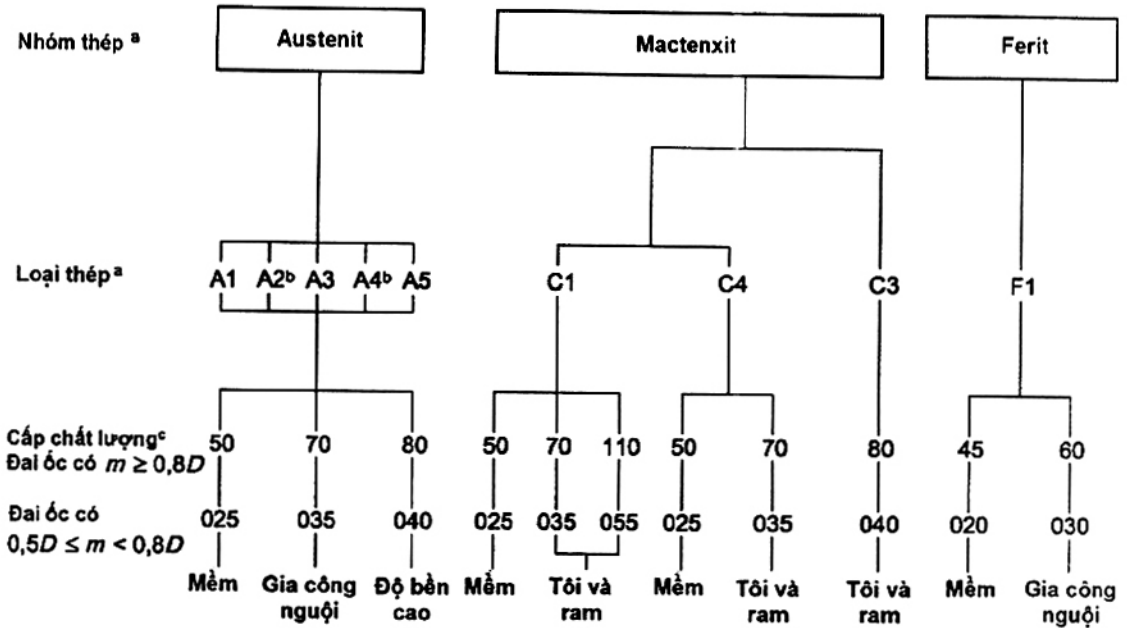 Nhóm thép a
Austenit
Mactenxit
Ferit
Loại thép a
A1 A2b A3 A4b A5
C1
C4
C3
F1
Cấp chất lượngc
Đai ốc có m ≥ 0,8D
50 70 80 50 70 110 50 70 80 45 60
Đai ốc có
0,5D ≤ m < 0,8D
025 035 040 025 035 055 025 035 040 020 030
Mềm
Gia công
nguội
Độ bền
cao
Mềm
Tôi và
ram
Mềm
Tôi và
ram
Tôi và
ram
Mềm
Gia công
nguội